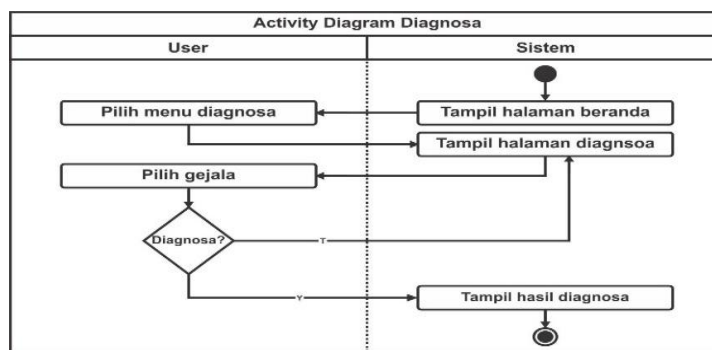 Activity Diagram Diagnosa
User
Sistem
Tampil halaman beranda
Pilih menu diagnosa
Tampil halaman diagnsoa
Pilih gejala
Diagnosa?
T
Y
Tampil hasil diagnosa